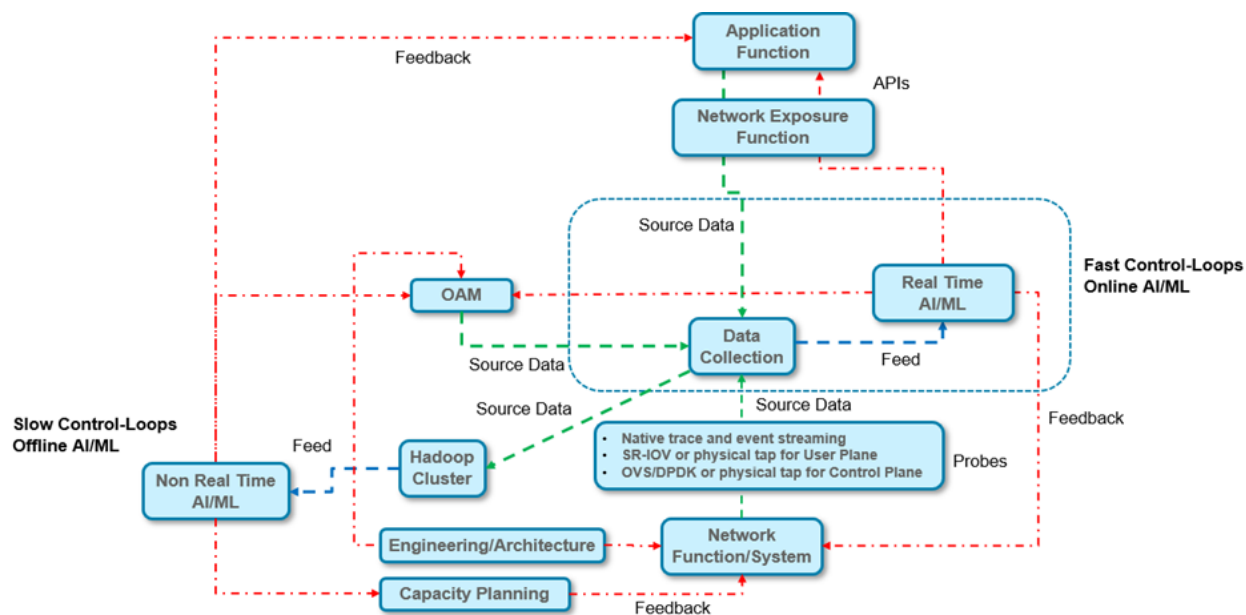 Application
Function
Feedback
APIs
Network Exposure
Function
Source Data
Fast Control-Loops
Online AI/ML
OAM
Real Time
AI/ML
Data
Collection
Feed
Source Data
Source Data
Source Data
Slow Control-Loops
Offline AI/ML
Feedback
Feed
Hadoop
Cluster
• Native trace and event streaming
• SR-IOV or physical tap for User Plane
• OVS/DPDK or physical tap for Control Plane
Probes
Non Real Time
AI/ML
Engineering/Architecture
Network
Function/System
Capacity Planning
Feedback